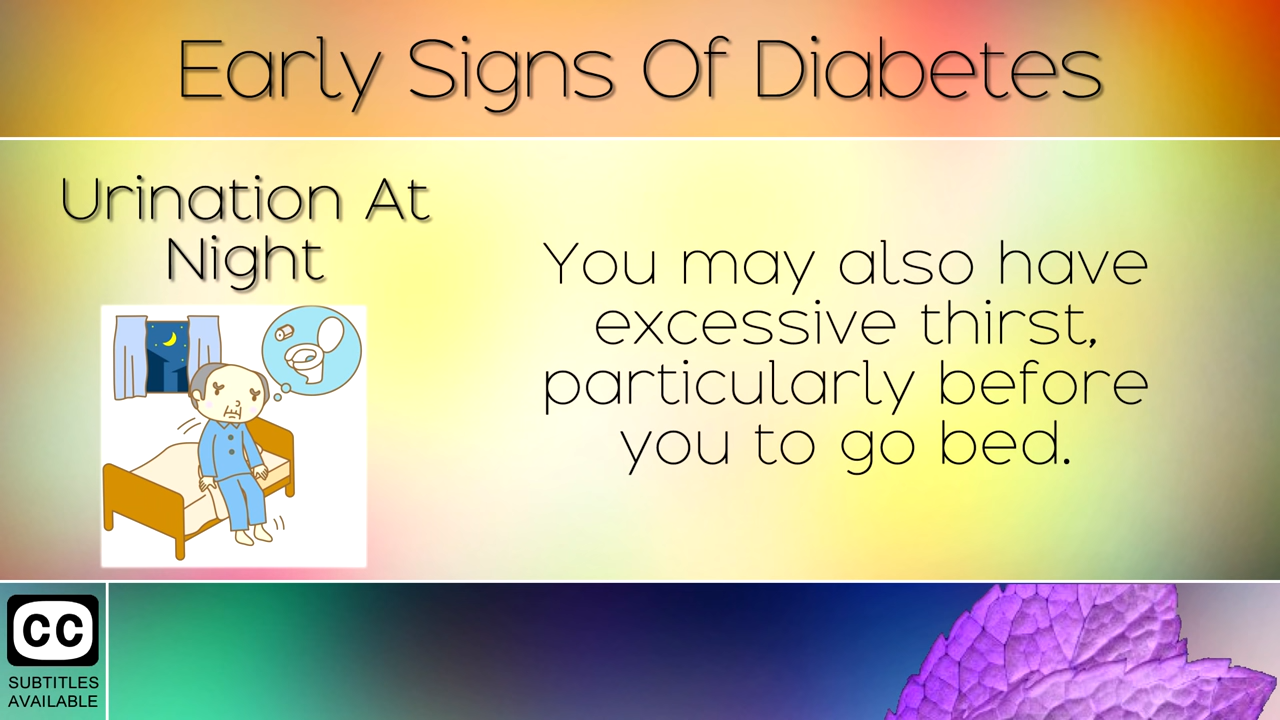 Early Signs Of Diabetes
Urination At
Night
You may also have
excessive thirst,
particularly before
you to go bed.
CC
SUBTITLES
AVAILABLE